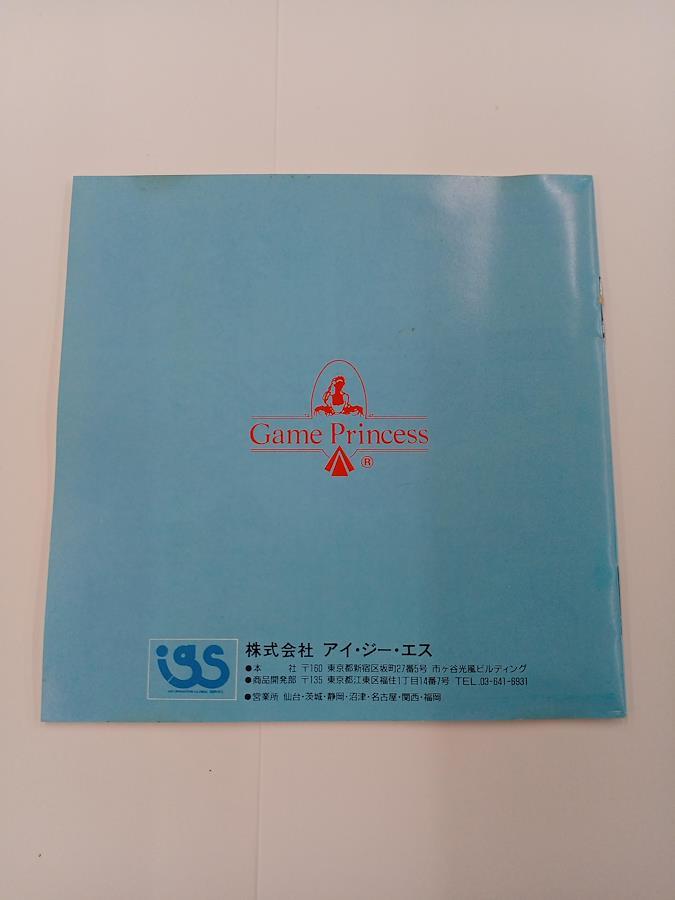 Game Princess
®
igs
INFORMATION GLOBAL SERVICE
株式会社 アイ・ジー・エス
●本 社 〒160 東京都新宿区坂町27番5号 市ヶ谷光風ビルディング
●商品開発部 〒135 東京都江東区福住1丁目14番7号 TEL.03-641-6931
●営業所 仙台・茨城・静岡・沼津・名古屋・関西・福岡